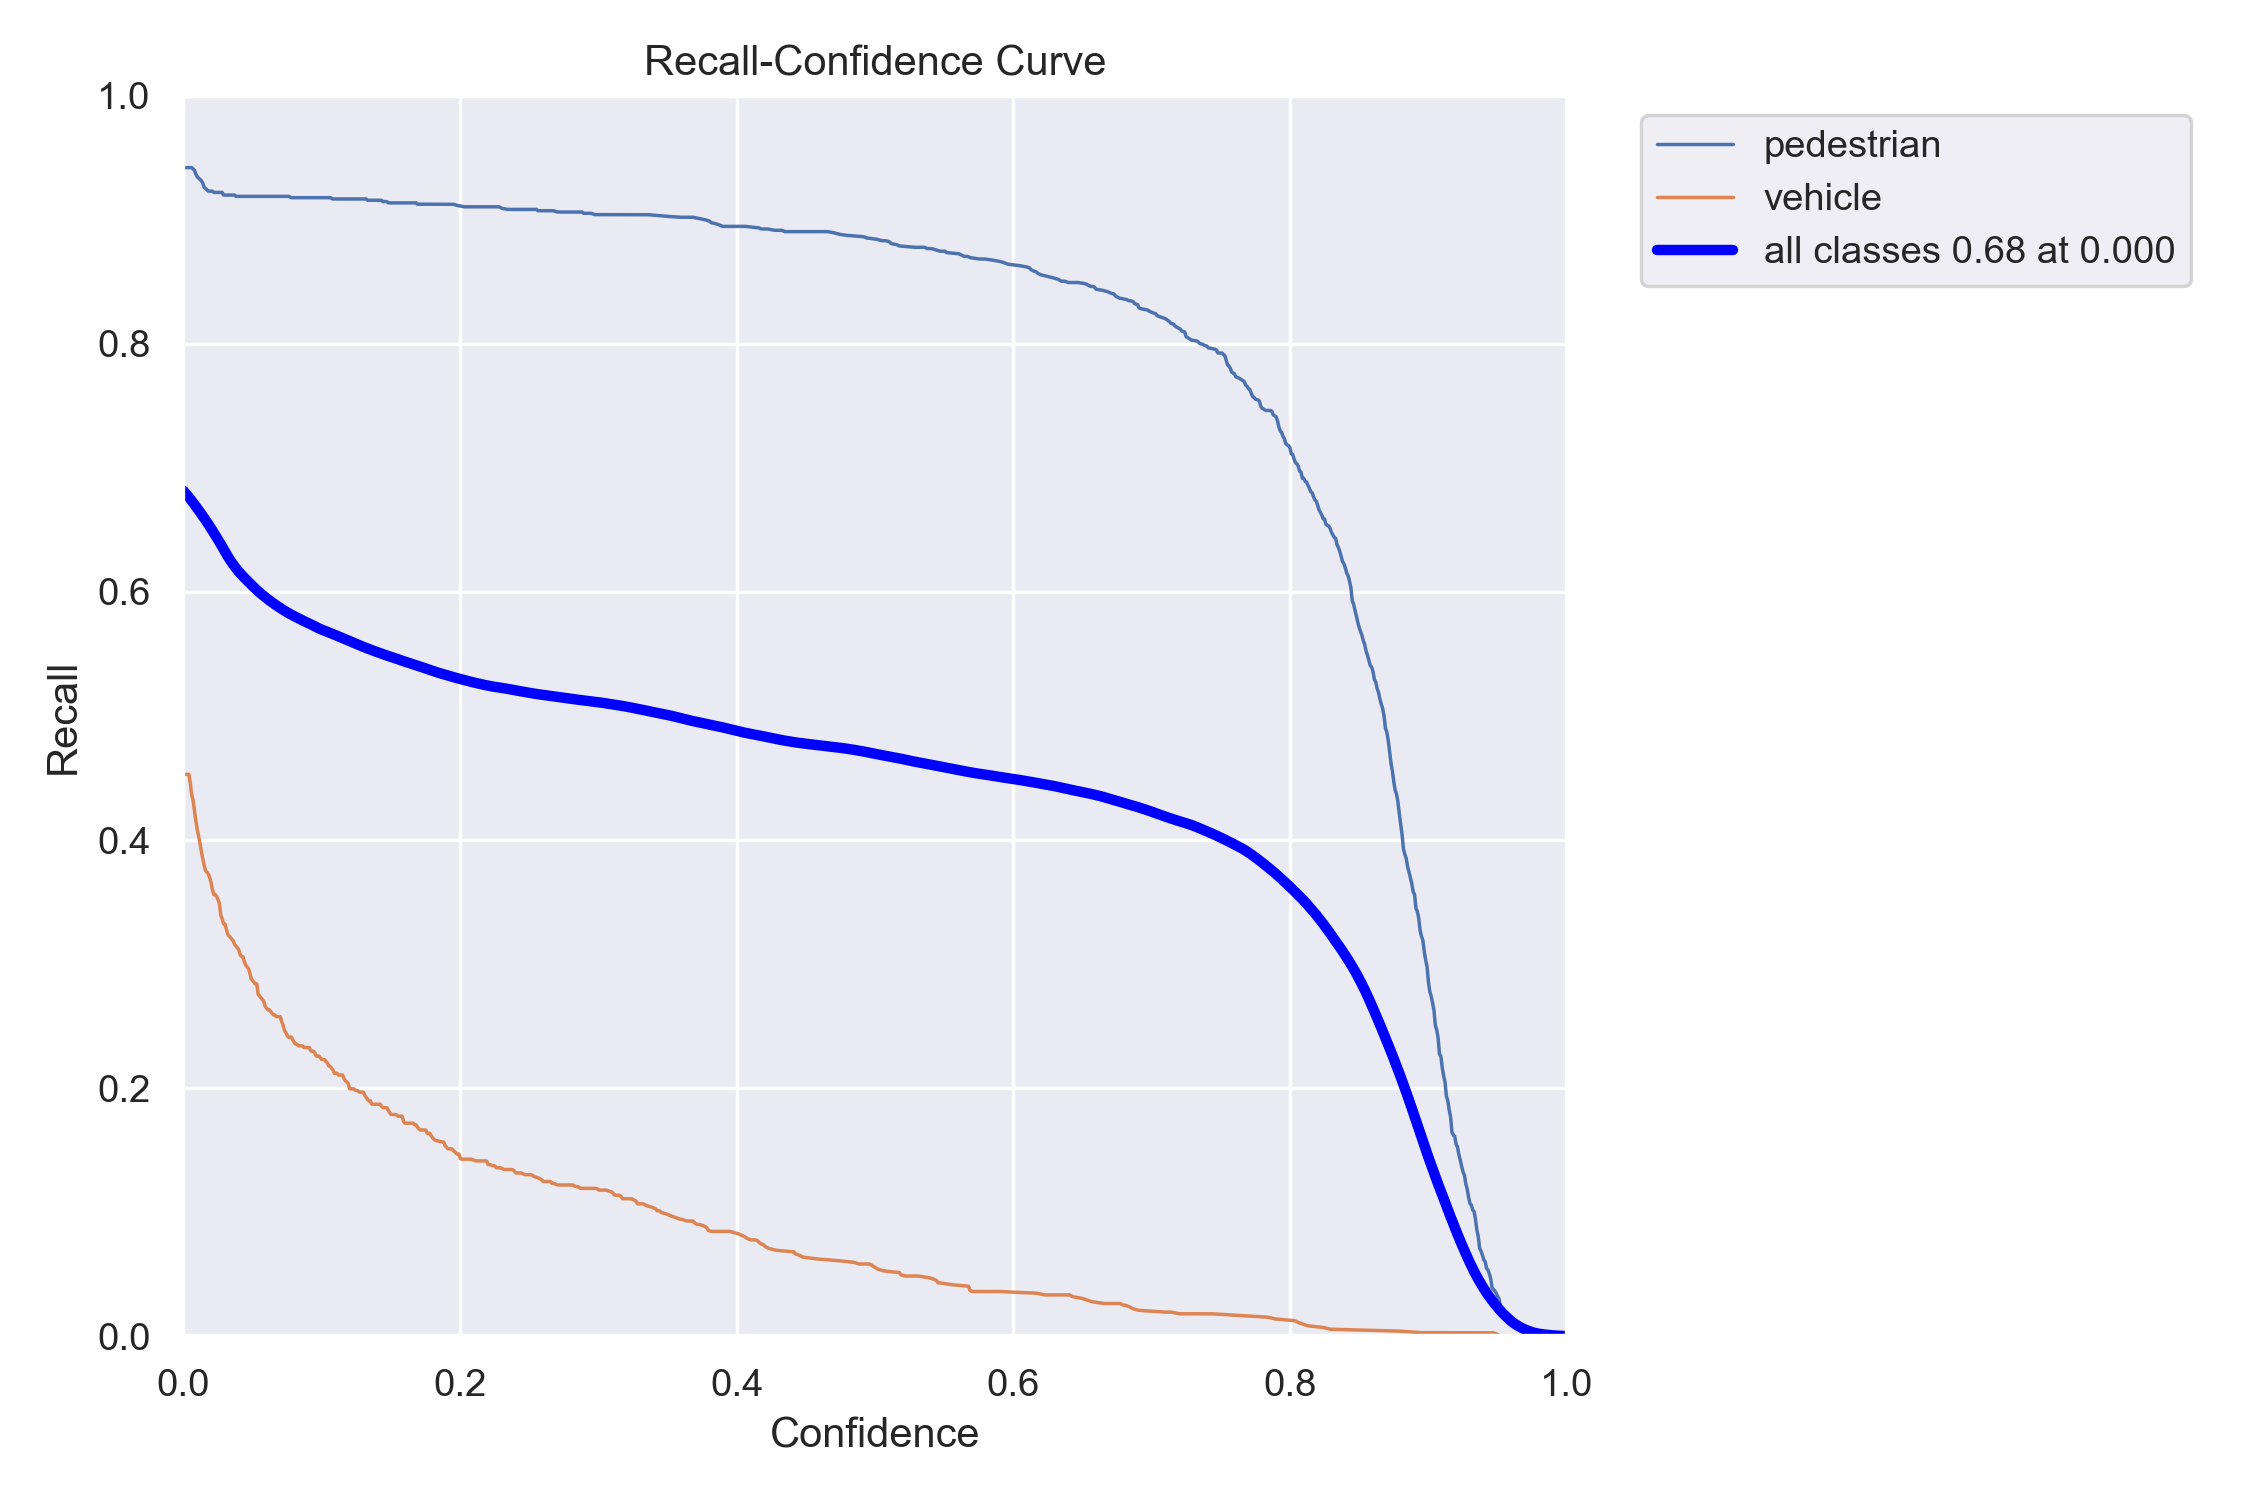 Recall-Confidence Curve
1.0
0.8
0.6
0.4
0.2
0.0
Recall
0.0 0.2 0.4 0.6 0.8 1.0
Confidence
pedestrian
vehicle
all classes 0.68 at 0.000